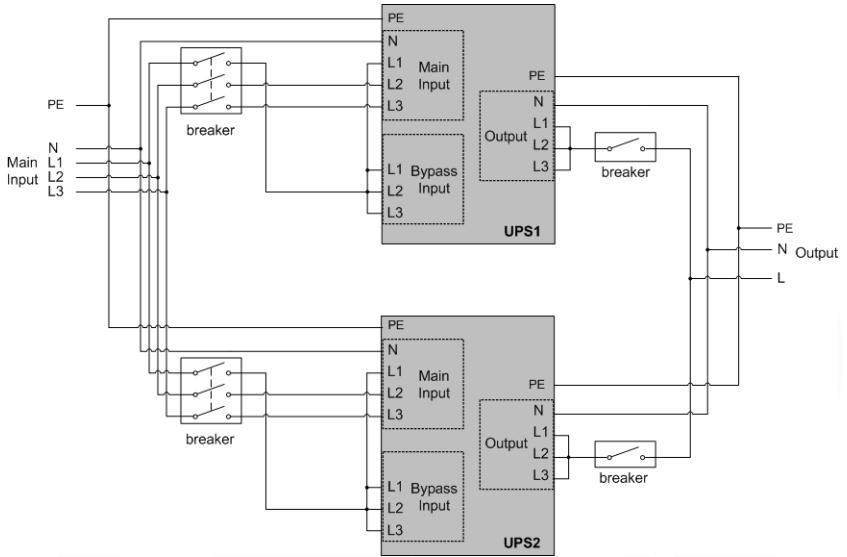 PE
N
L1
L2
L3
Main
Input
PE
N
L1
L2
L3
Output
L1
L2
L3
Bypass
Input
UPS1
breaker
breaker
PE
N
Main
Input
L1
L2
L3
PE
N
Output
L
PE
N
L1
L2
L3
Main
Input
PE
N
L1
L2
L3
Output
L1
L2
L3
Bypass
Input
UPS2
breaker
breaker